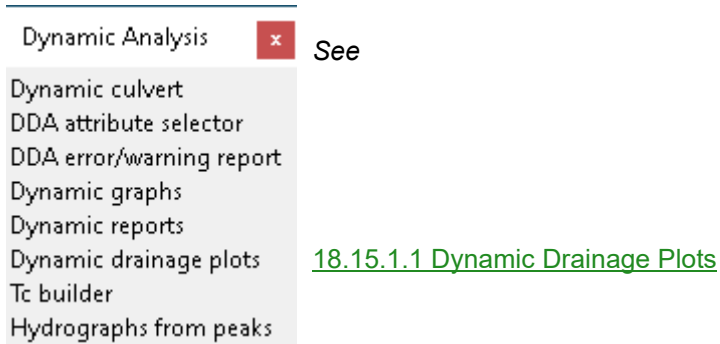 Dynamic Analysis x
See
Dynamic culvert
DDA attribute selector
DDA error/warning report
Dynamic graphs
Dynamic reports
Dynamic drainage plots 18.15.1.1 Dynamic Drainage Plots
Tc builder
Hydrographs from peaks